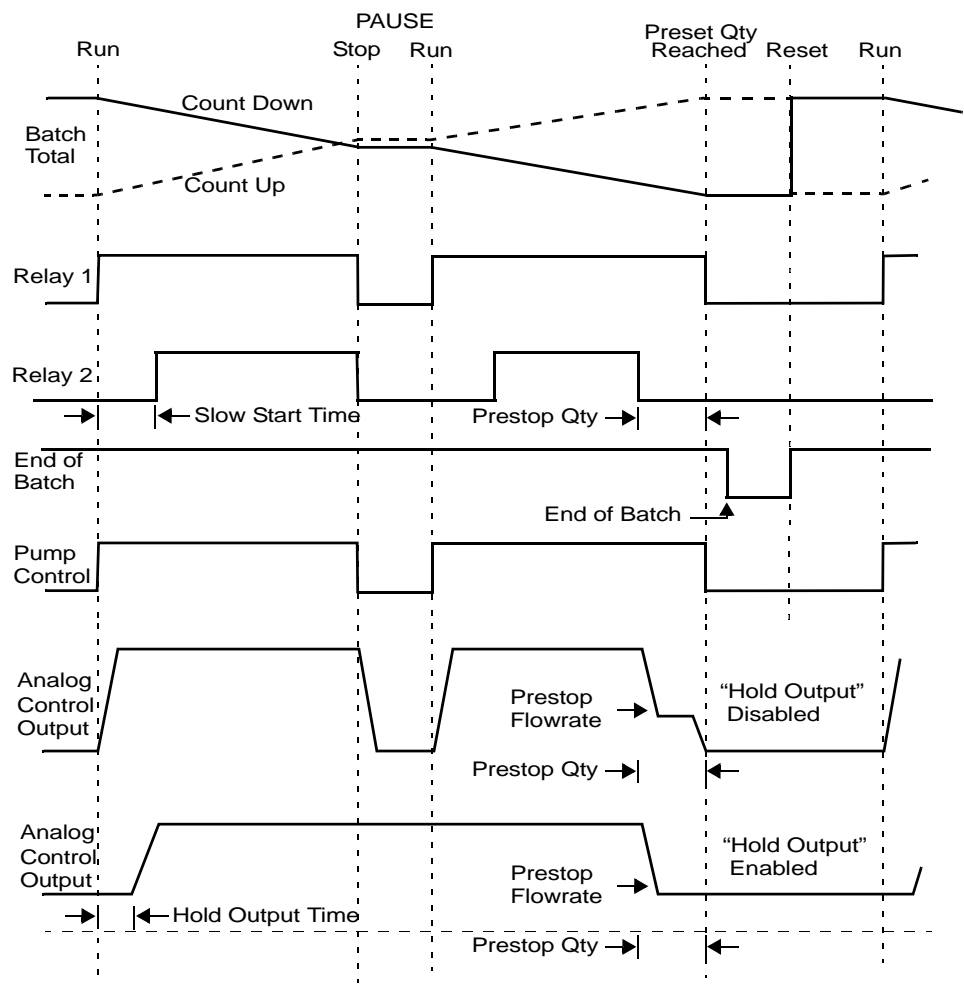 PAUSE
Run
Stop
Run
Preset Qty
Reached
Reset
Run
Count Down
Batch
Total
Count Up
Relay 1
Relay 2
Slow Start Time
Prestop Qty
End of
Batch
End of Batch
Pump
Control
Analog
Control
Output
Prestop
Flowrate
“Hold Output”
Disabled
Prestop Qty
Analog
Control
Output
Prestop
Flowrate
“Hold Output”
Enabled
Hold Output Time
Prestop Qty